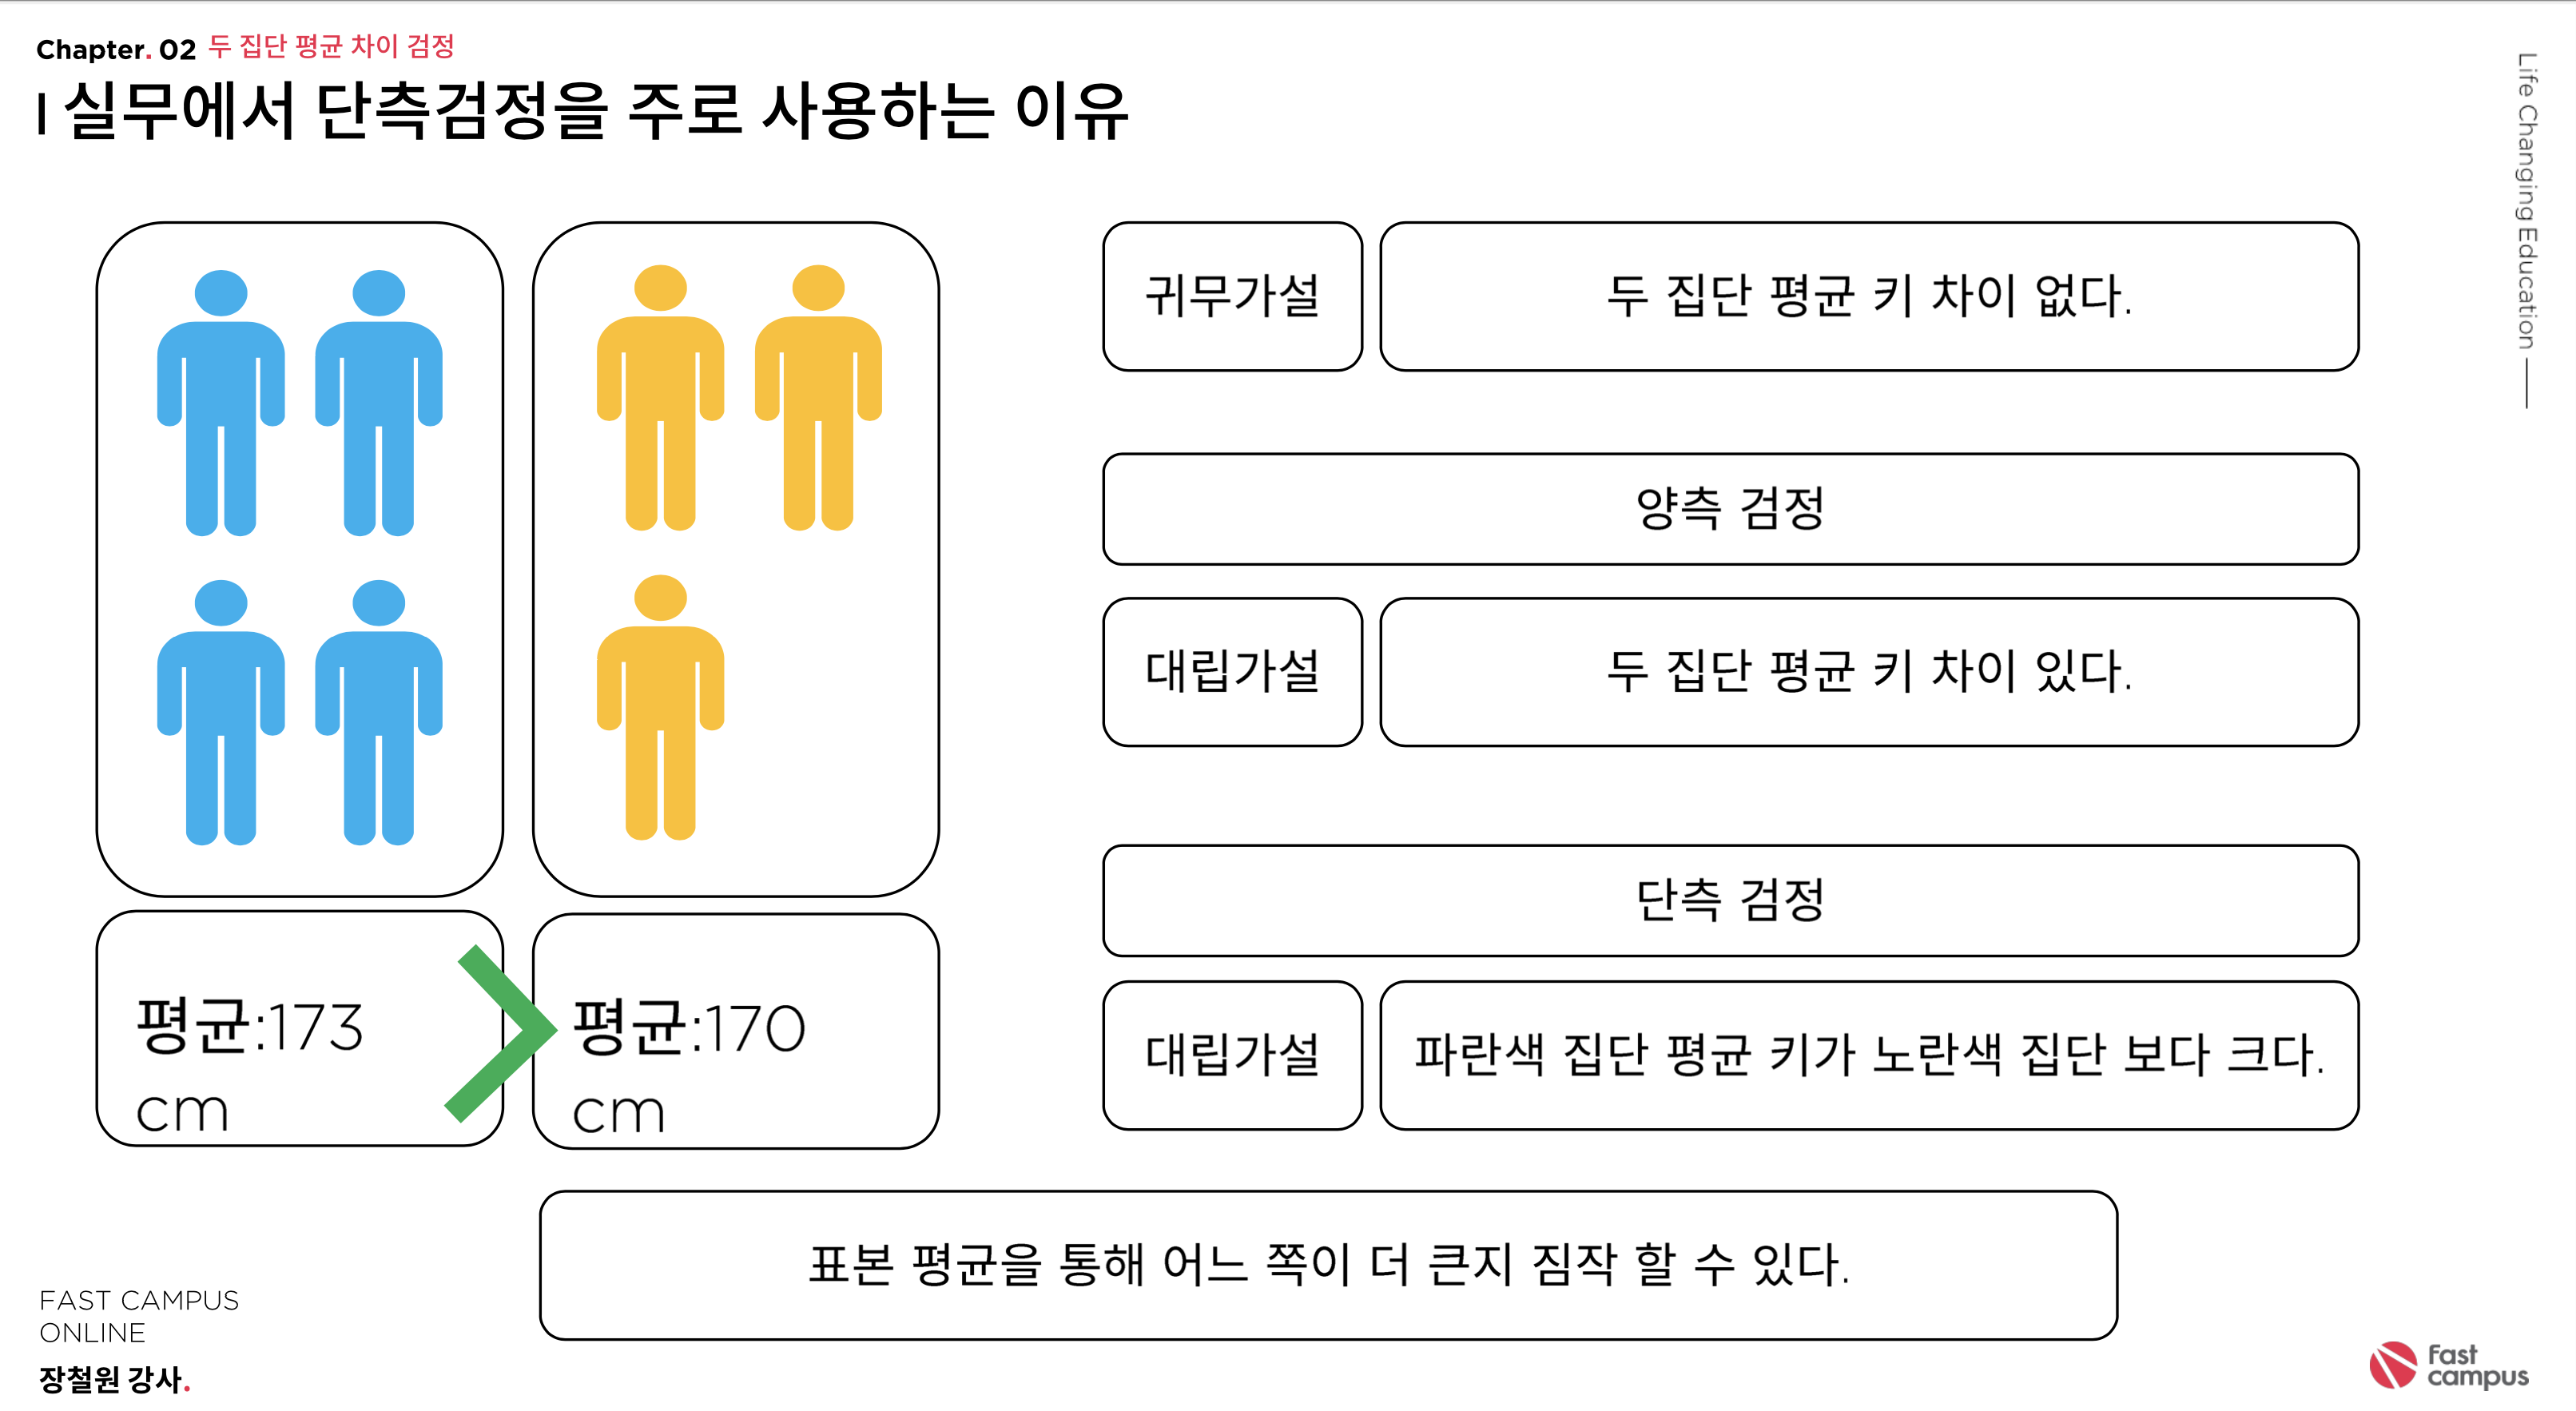 Chapter. 02 두 집단 평균 차이 검정
I 실무에서 단측검정을 주로 사용하는 이유
Life Changing Education
평균:173
cm
평균:170
cm
귀무가설
두 집단 평균 키 차이 없다.
양측 검정
대립가설
두 집단 평균 키 차이 있다.
단측 검정
대립가설
파란색 집단 평균 키가 노란색 집단 보다 크다.
표본 평균을 통해 어느 쪽이 더 큰지 짐작 할 수 있다.
FAST CAMPUS
ONLINE
장철원 강사.
fast
campus